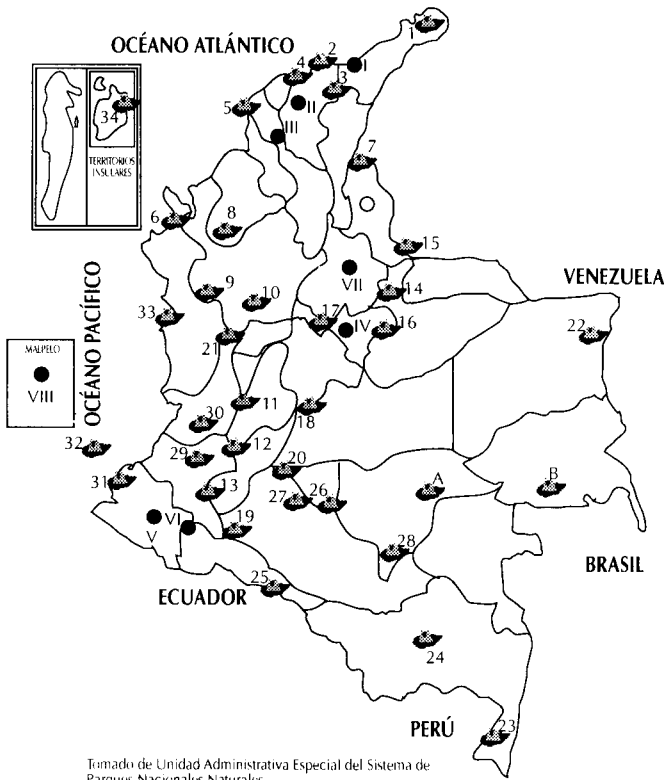 1
OCÉANO ATLÁNTICO
2
I
4
3
5
II
34
III
TERRITORIOS
INSULARES
7
6
8
15
VII
VENEZUELA
9
10
14
33
17
IV
16
22
21
OCÉANO PACÍFICO
MALPELO
VIII
11
18
30
32
12
29
20
A
B
31
13
27
26
VI
V
19
28
BRASIL
25
ECUADOR
24
PERÚ
23
Tomado de Unidad Administrativa Especial del Sistema de
Parques Nacionales Naturales